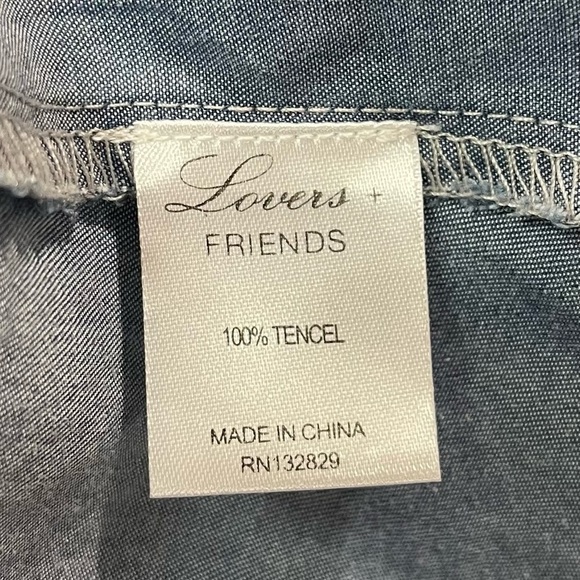 Lovers +
FRIENDS
100% TENCEL
MADE IN CHINA
RN132829